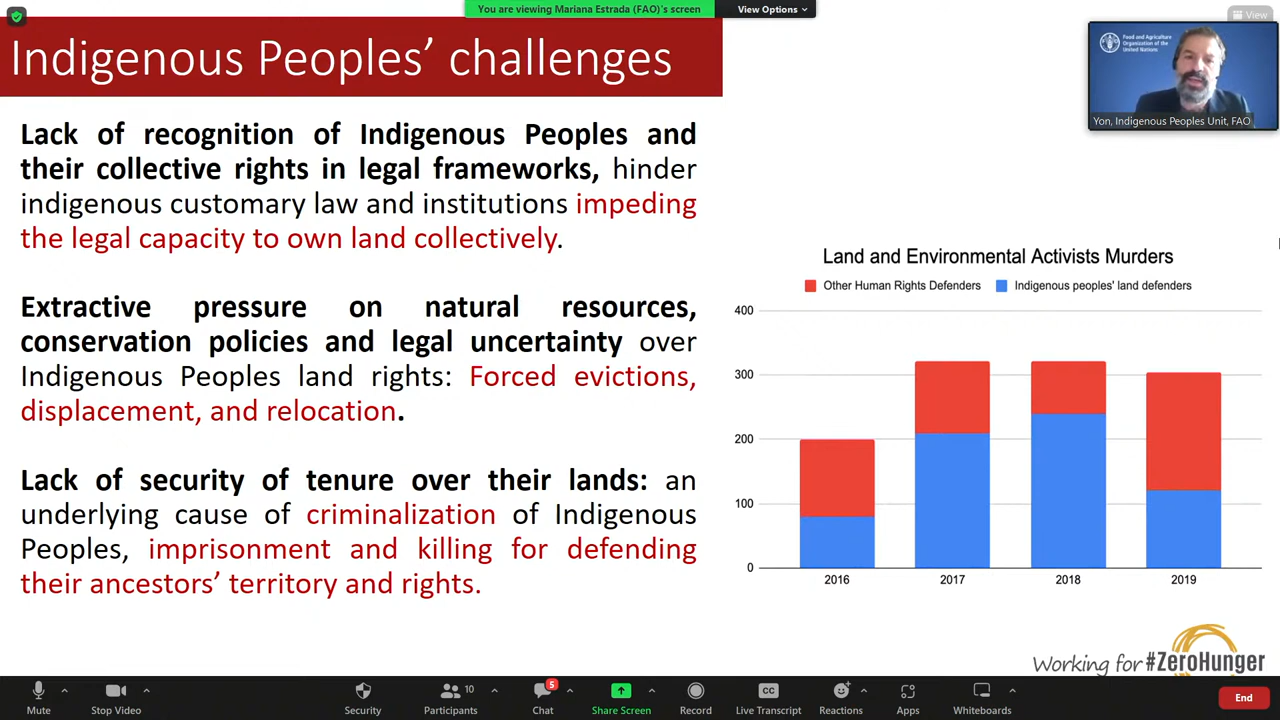 You are viewing Mariana Estrada (FAO)'s screen
View Options
View
Indigenous Peoples’ challenges
Food and Agriculture
Organization of the
United Nations
Yon, Indigenous Peoples Unit, FAO
Lack of recognition of Indigenous Peoples and
their collective rights in legal frameworks, hinder
indigenous customary law and institutions impeding
the legal capacity to own land collectively.
Extractive pressure on natural resources,
conservation policies and legal uncertainty over
Indigenous Peoples land rights: Forced evictions,
displacement, and relocation.
Lack of security of tenure over their lands: an
underlying cause of criminalization of Indigenous
Peoples, imprisonment and killing for defending
their ancestors’ territory and rights.
Land and Environmental Activists Murders
Other Human Rights Defenders Indigenous peoples' land defenders
400
300
200
100
0
2016 2017 2018 2019
Working for #ZeroHunger
Mute
Stop Video
Security
10
Participants
5
Chat
Share Screen
Record
CC
Live Transcript
Reactions
Apps
Whiteboards
End